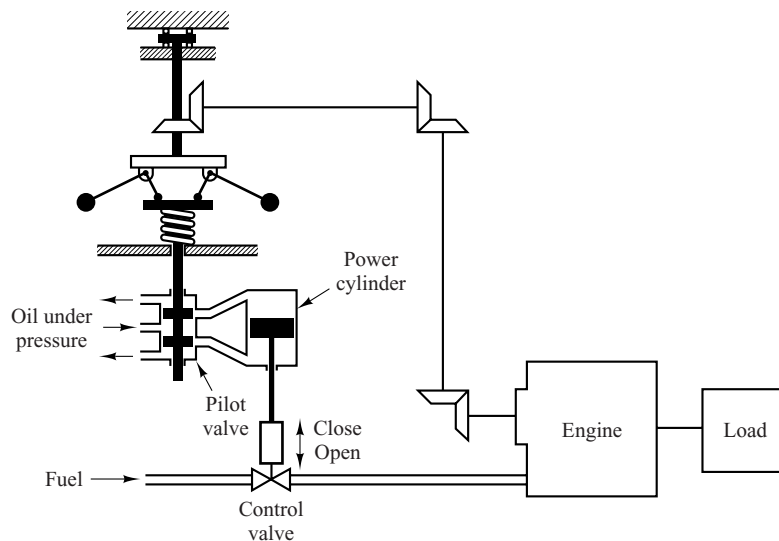 Power
cylinder
Oil under
pressure
Pilot
valve
Close
Open
Engine
Load
Fuel
Control
valve